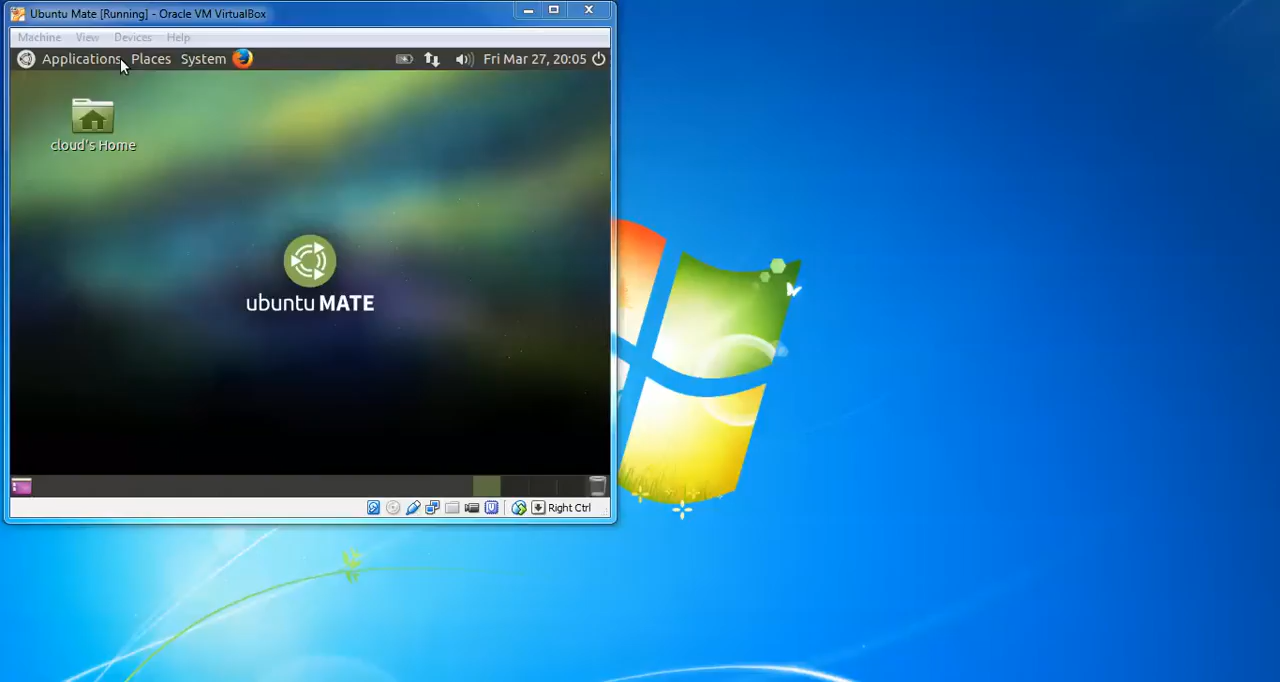 Ubuntu Mate [Running] - Oracle VM VirtualBox
Machine View Devices Help
Applications Places System Fri Mar 27, 20:05
cloud's Home
ubuntu MATE
Right Ctrl